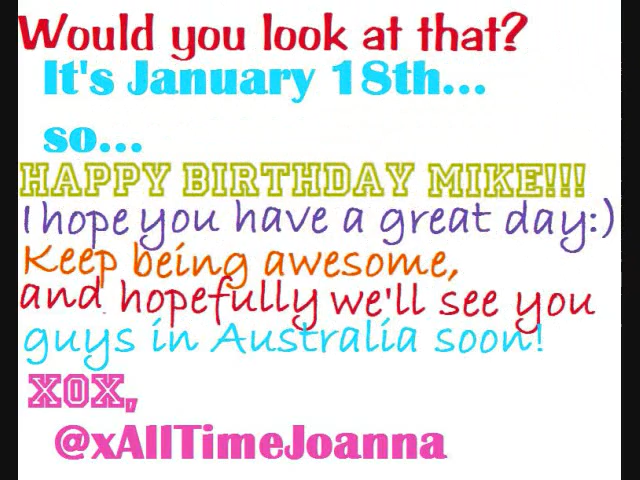 Would you look at that?
It's January 18th...
so...
HAPPY BIRTHDAY MIKE!!!
I hope you have a great day:)
Keep being awesome,
and hopefully we'll see you
guys in Australia soon!
XOX,
@xAllTimeJoanna